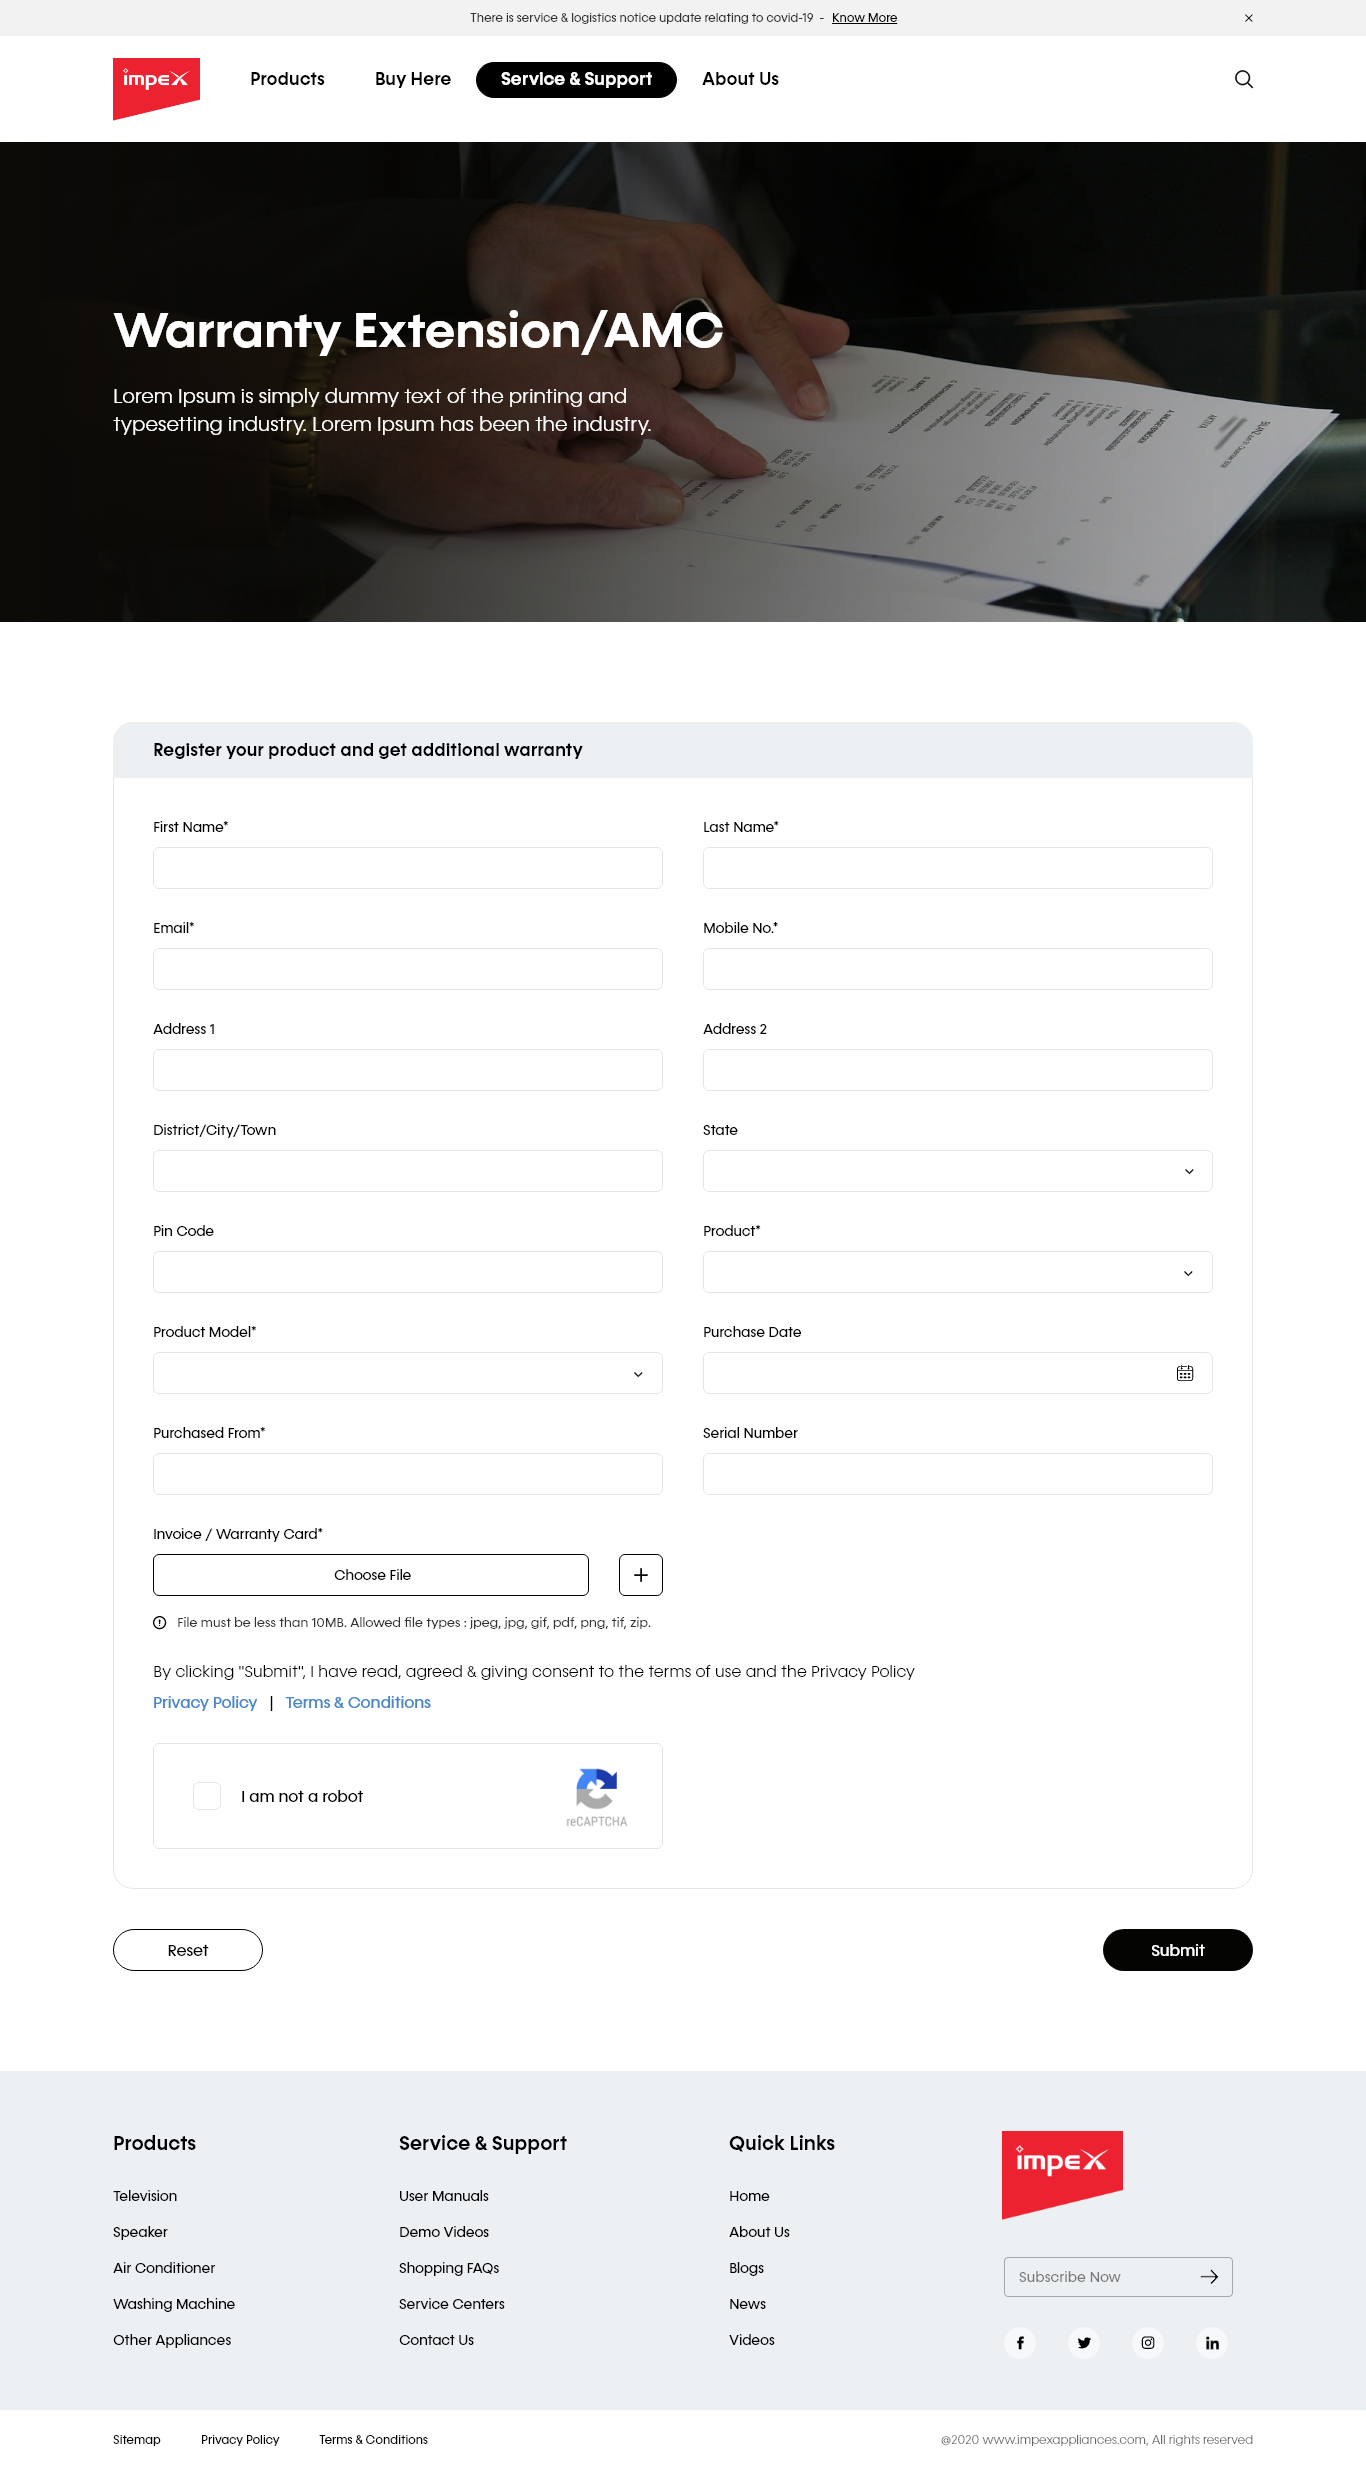 There is service & logistics notice update relating to covid-19 - Know More
impex
Products
Buy Here
Service & Support
About Us
Warranty Extension/AMC
Lorem Ipsum is simply dummy text of the printing and
typesetting industry. Lorem Ipsum has been the industry.
Register your product and get additional warranty
First Name*
Last Name*
Email*
Mobile No.*
Address 1
Address 2
District/City/Town
State
Pin Code
Product*
Product Model*
Purchase Date
Purchased From*
Serial Number
Invoice / Warranty Card*
Choose File
File must be less than 10MB. Allowed file types : jpeg, jpg, gif, pdf, png, tif, zip.
By clicking "Submit", I have read, agreed & giving consent to the terms of use and the Privacy Policy
Privacy Policy | Terms & Conditions
I am not a robot
reCAPTCHA
Reset
Submit
Products
Service & Support
Quick Links
impex
Television
User Manuals
Home
Speaker
Demo Videos
About Us
Air Conditioner
Shopping FAQs
Blogs
Subscribe Now
Washing Machine
Service Centers
News
Other Appliances
Contact Us
Videos
Sitemap
Privacy Policy
Terms & Conditions
@2020 www.impexappliances.com, All rights reserved